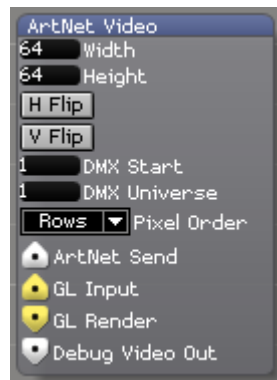 ArtNet Video
64 Width
64 Height
H Flip
V Flip
1 DMX Start
1 DMX Universe
Rows Pixel Order
ArtNet Send
GL Input
GL Render
Debug Video Out